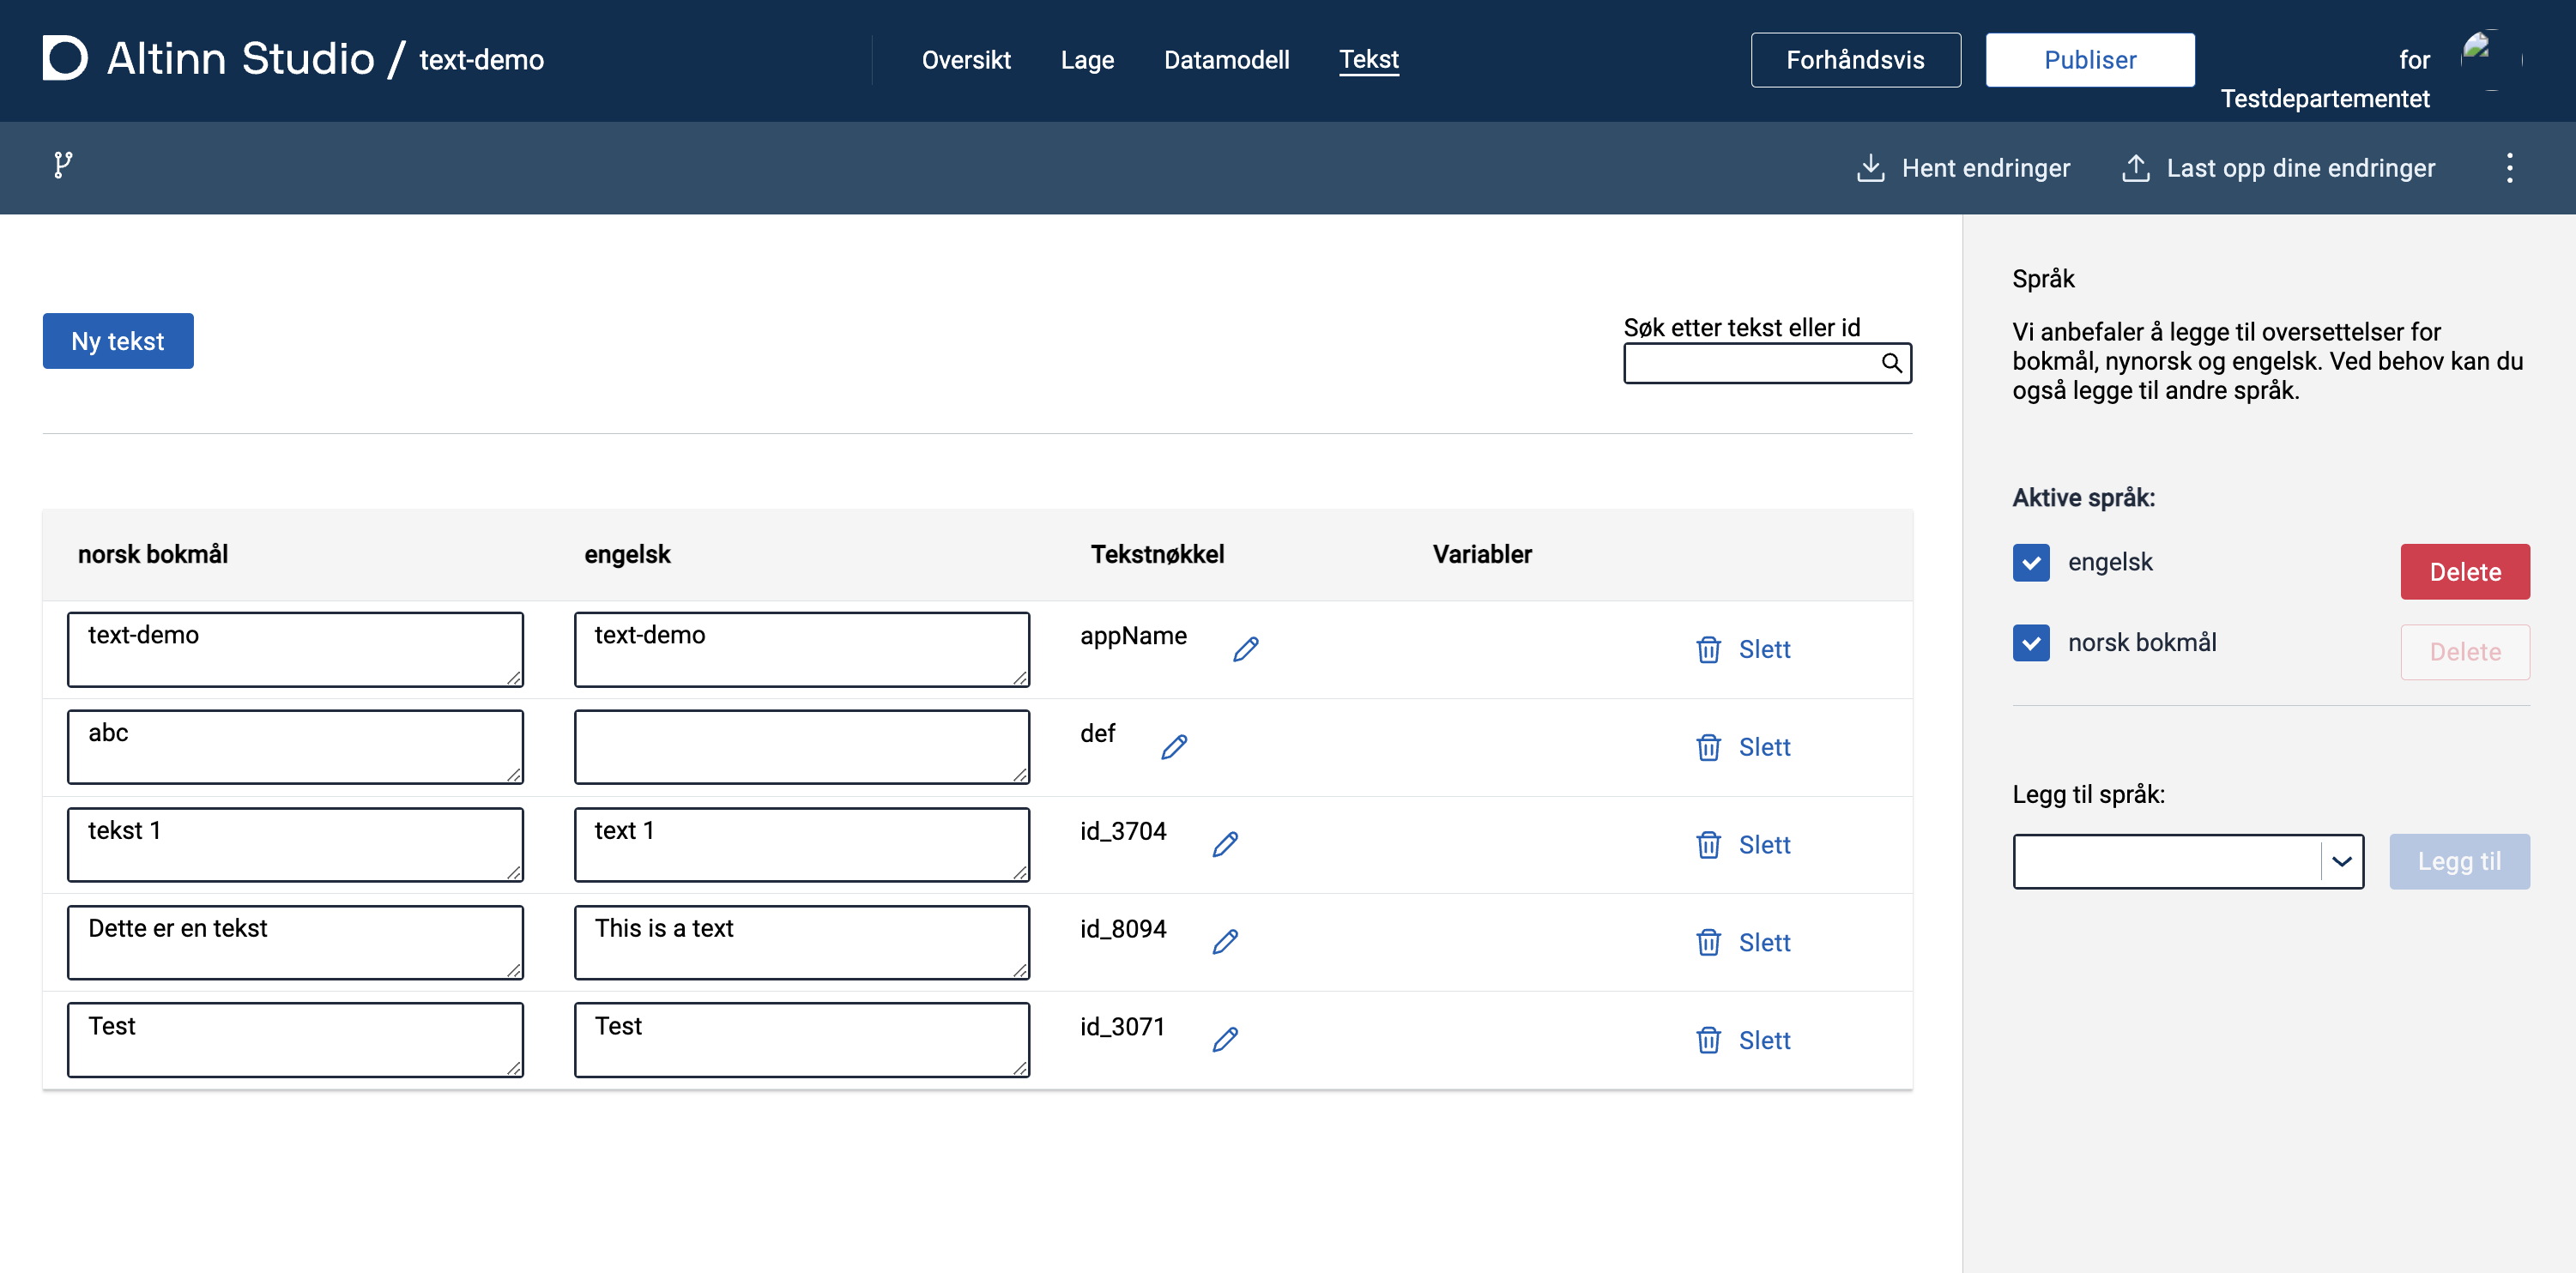 Altinn Studio / text-demo
Oversikt
Lage
Datamodell
Tekst
Forhåndsvis
Publiser
for
Testdepartementet
Hent endringer
Last opp dine endringer
Ny tekst
Søk etter tekst eller id
norsk bokmål engelsk Tekstnøkkel Variabler
text-demo text-demo appName Slett
abc def Slett
tekst 1 text 1 id_3704 Slett
Dette er en tekst This is a text id_8094 Slett
Test Test id_3071 Slett
Språk
Vi anbefaler å legge til oversettelser for
bokmål, nynorsk og engelsk. Ved behov kan du
også legge til andre språk.
Aktive språk:
engelsk Delete
norsk bokmål Delete
Legg til språk:
Legg til